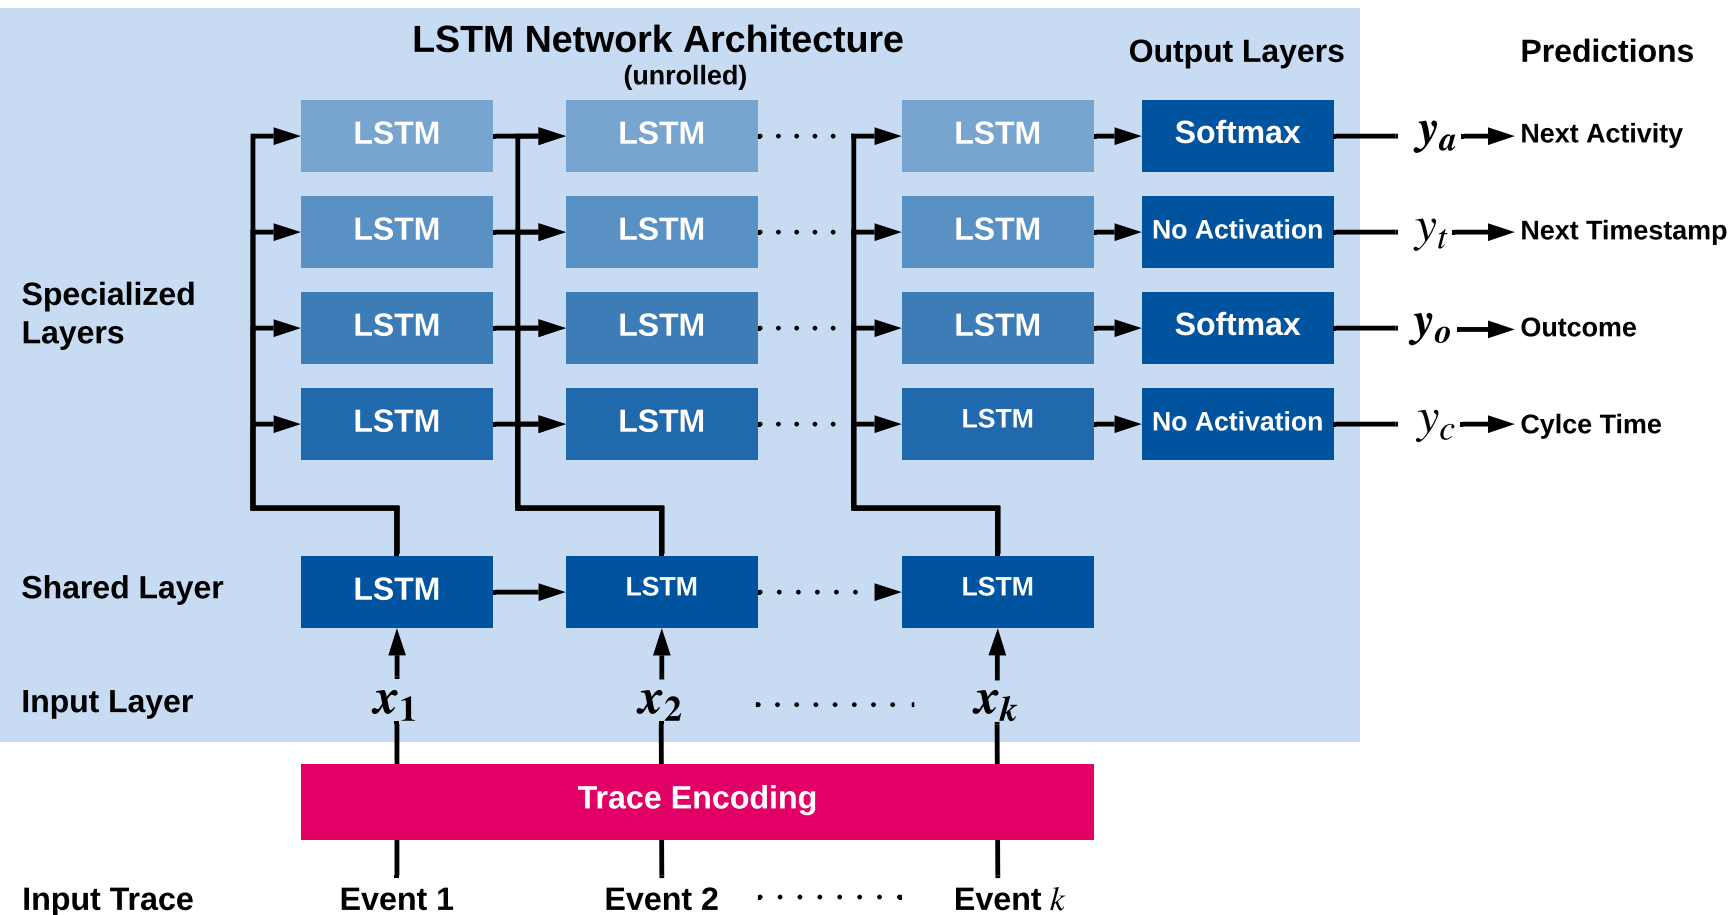 LSTM Network Architecture
(unrolled)
Output Layers
Predictions
LSTM LSTM LSTM Softmax yₐ Next Activity
LSTM LSTM LSTM No Activation yₜ Next Timestamp
Specialized
Layers
LSTM LSTM LSTM Softmax yₒ Outcome
LSTM LSTM LSTM No Activation y_c Cylce Time
Shared Layer LSTM LSTM LSTM
Input Layer x₁ x₂ xₖ
Trace Encoding
Input Trace Event 1 Event 2 Event k